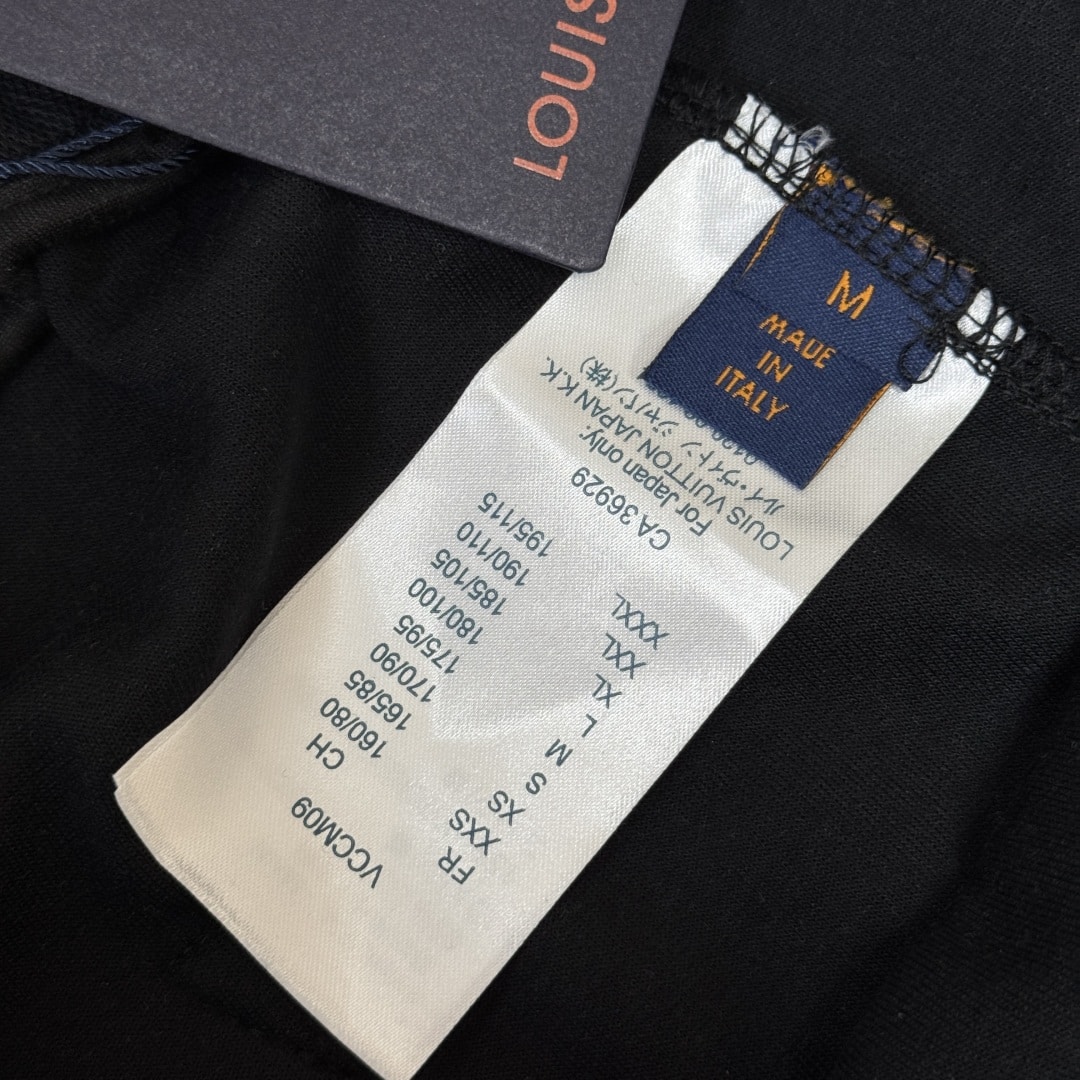 LOUIS
M
MADE
IN
ITALY
VCCM09
FR CH
XXS 160/80
XS 165/85
S 170/90
M 175/95
L 180/100
XL 185/105
XXL 190/110
XXXL 195/115
CA 36929
For Japan only:
LOUIS VUITTON JAPAN K.K.
ルイ・ヴィトン ジャパン(株)